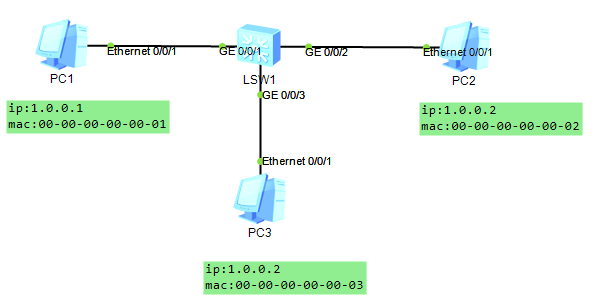 Ethernet 0/0/1
GE 0/0/1
GE 0/0/2
Ethernet 0/0/1
PC1
LSW1
PC2
GE 0/0/3
ip:1.0.0.1
mac:00-00-00-00-00-01
ip:1.0.0.2
mac:00-00-00-00-00-02
Ethernet 0/0/1
PC3
ip:1.0.0.2
mac:00-00-00-00-00-03